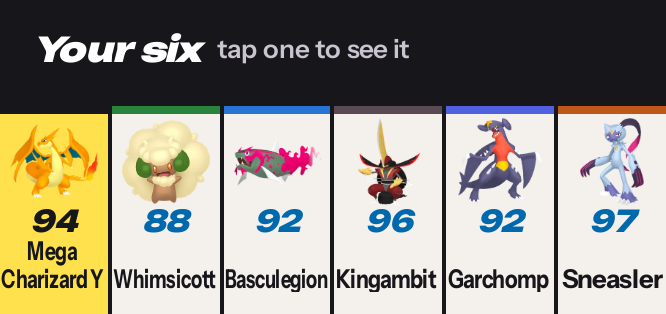 Your six tap one to see it
94 88 92 96 92 97
Mega
Charizard Y Whimsicott Basculegion Kingambit Garchomp Sneasler